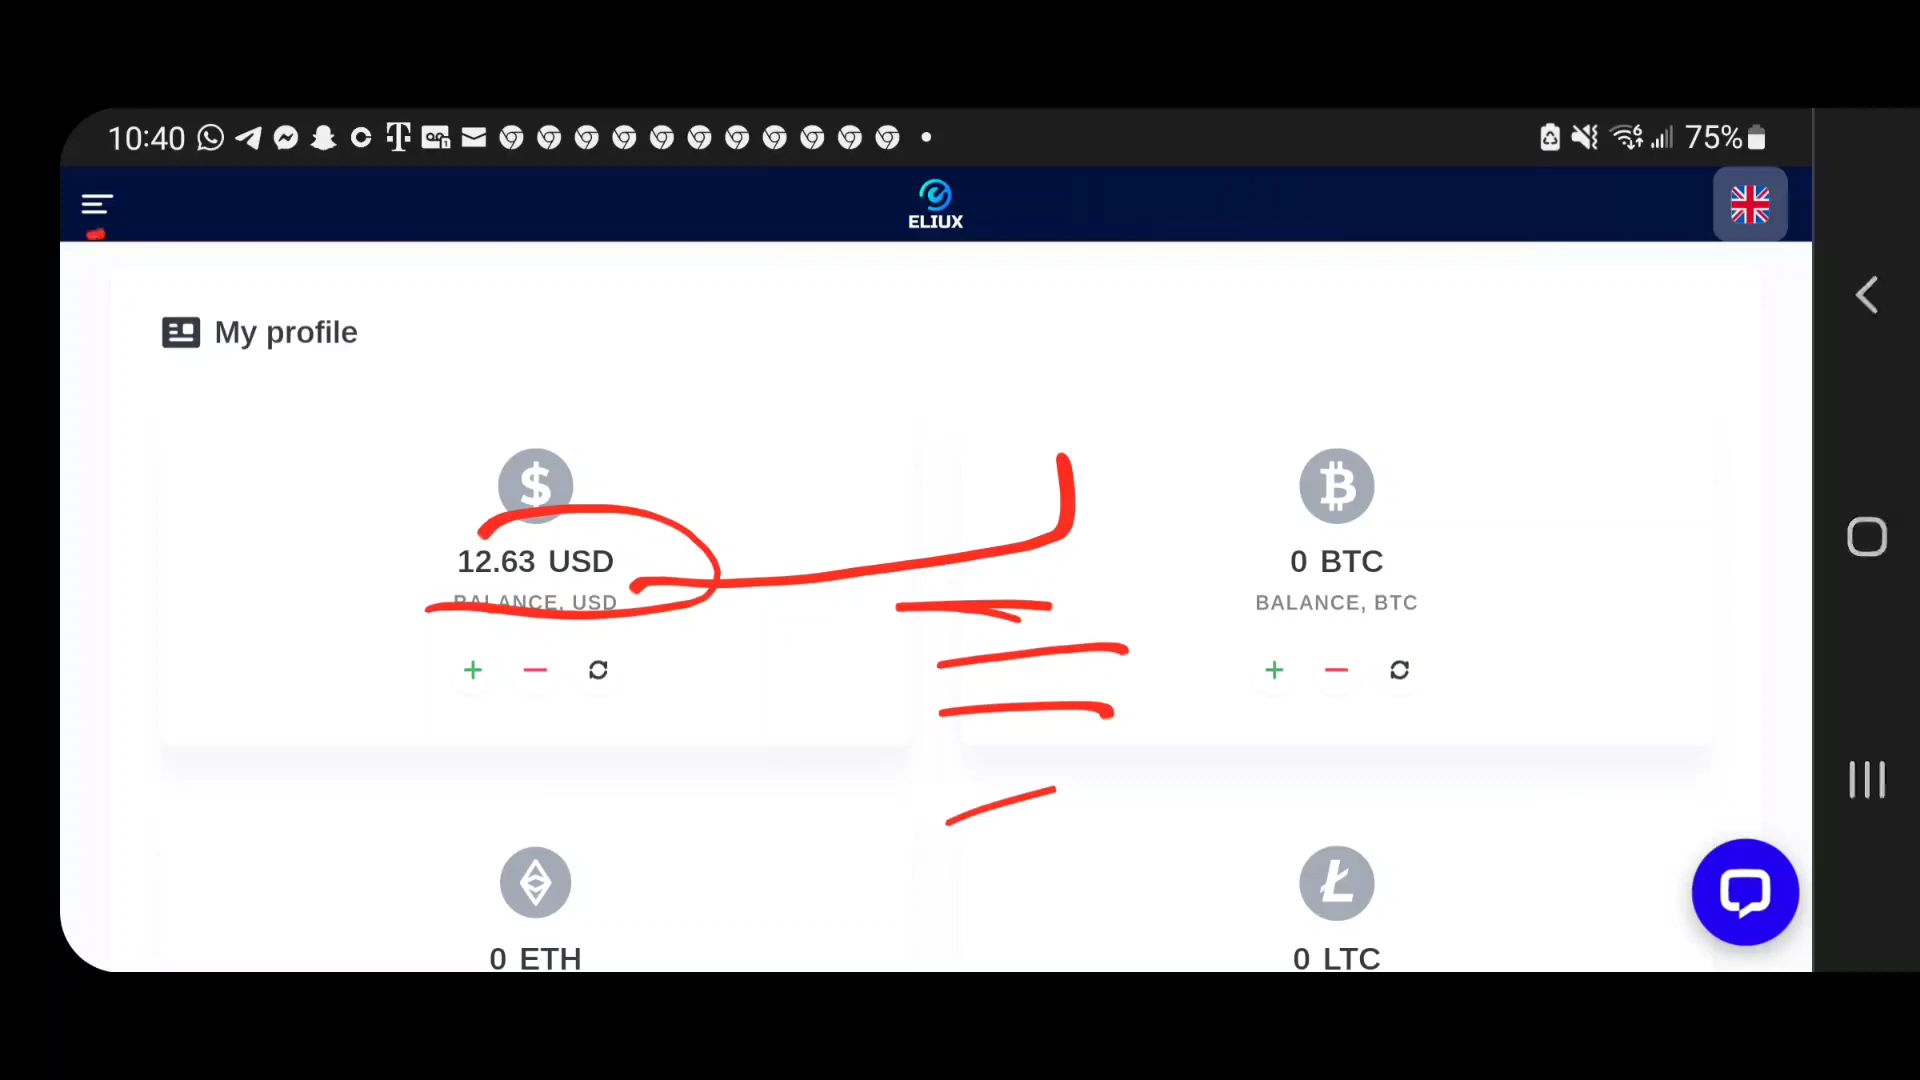 10:40 75%
ELIUX
My profile
12.63 USD
BALANCE, USD
0 BTC
BALANCE, BTC
0 ETH
0 LTC